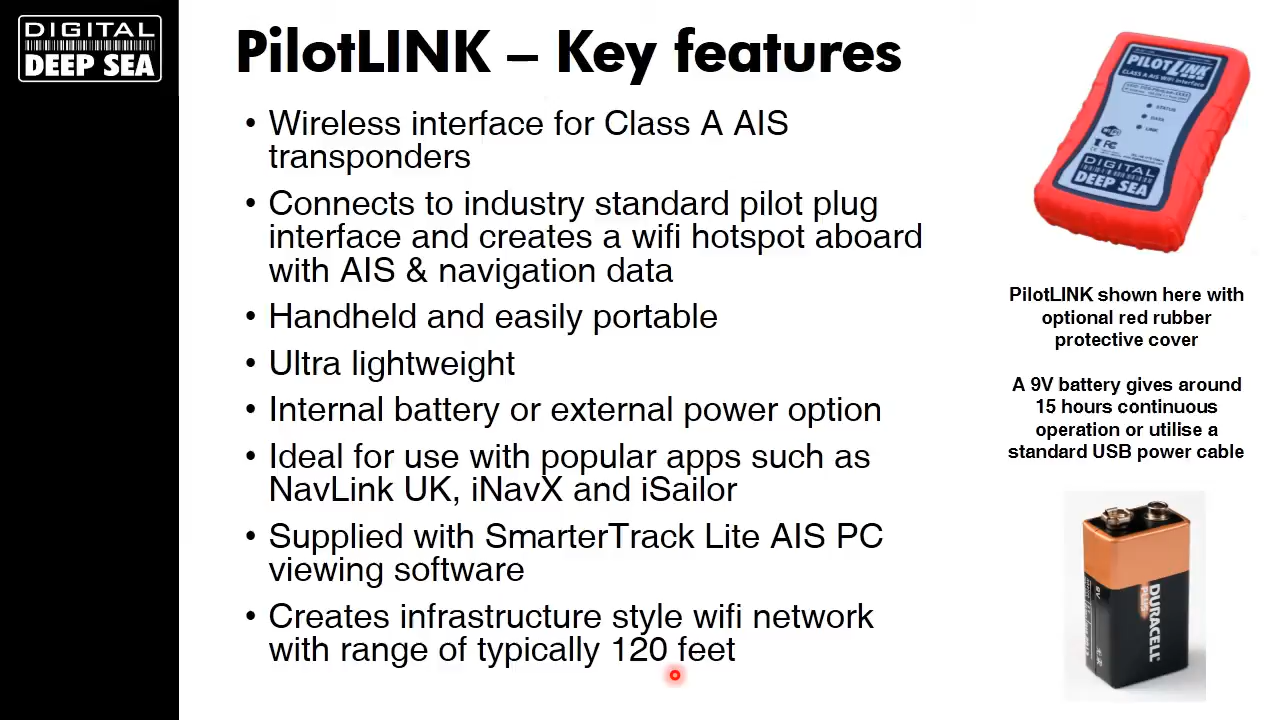 DIGITAL
DEEP SEA
PilotLINK – Key features
• Wireless interface for Class A AIS
transponders
• Connects to industry standard pilot plug
interface and creates a wifi hotspot aboard
with AIS & navigation data
• Handheld and easily portable
• Ultra lightweight
• Internal battery or external power option
• Ideal for use with popular apps such as
NavLink UK, iNavX and iSailor
• Supplied with SmarterTrack Lite AIS PC
viewing software
• Creates infrastructure style wifi network
with range of typically 120 feet
PILOTLINK
CLASS A AIS WiFi Interface
STATUS
DATA
LINK
WiFi
FC
DIGITAL
DEEP SEA
PilotLINK shown here with
optional red rubber
protective cover
A 9V battery gives around
15 hours continuous
operation or utilise a
standard USB power cable
9V
DURACELL
PLUS